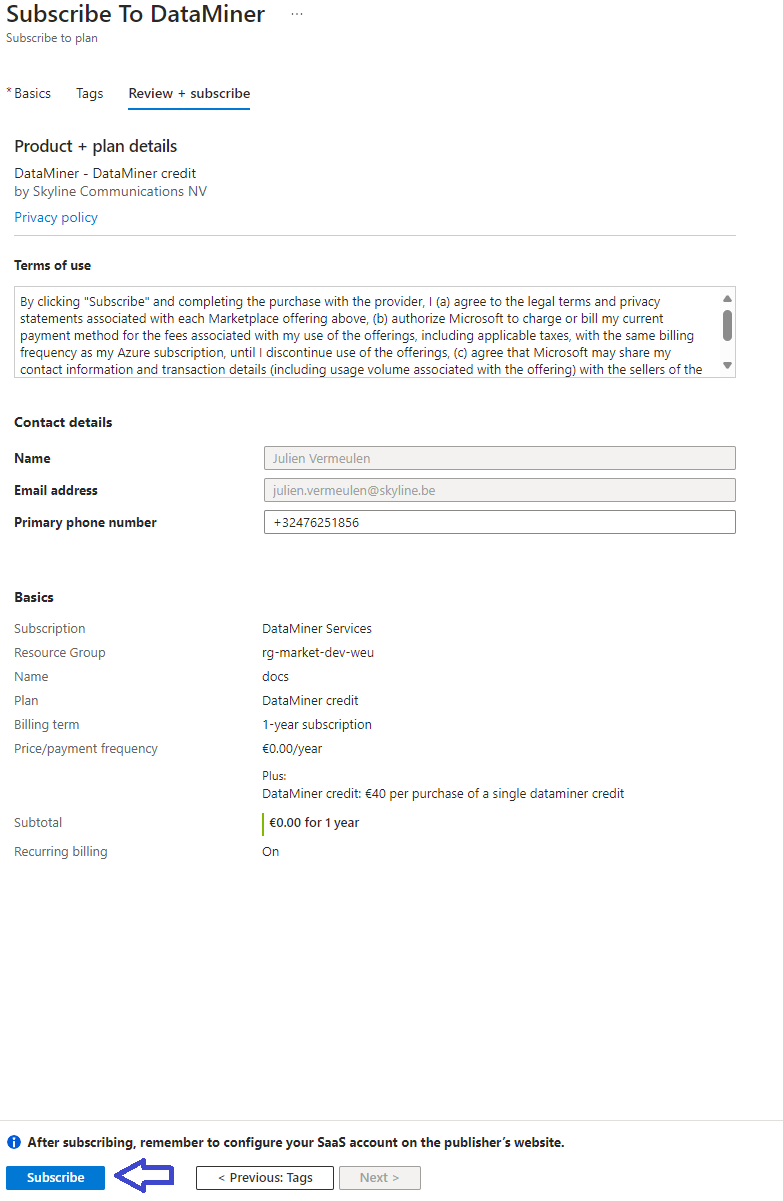 Subscribe To DataMiner ...
Subscribe to plan
* Basics Tags Review + subscribe
Product + plan details
DataMiner - DataMiner credit
by Skyline Communications NV
Privacy policy
Terms of use
By clicking "Subscribe" and completing the purchase with the provider, I (a) agree to the legal terms and privacy
statements associated with each Marketplace offering above, (b) authorize Microsoft to charge or bill my current
payment method for the fees associated with my use of the offerings, including applicable taxes, with the same billing
frequency as my Azure subscription, until I discontinue use of the offerings, (c) agree that Microsoft may share my
contact information and transaction details (including usage volume associated with the offering) with the sellers of the
Contact details
Name Julien Vermeulen
Email address julien.vermeulen@skyline.be
Primary phone number +32476251856
Basics
Subscription DataMiner Services
Resource Group rg-market-dev-weu
Name docs
Plan DataMiner credit
Billing term 1-year subscription
Price/payment frequency €0.00/year
Plus:
DataMiner credit: €40 per purchase of a single dataminer credit
Subtotal €0.00 for 1 year
Recurring billing On
After subscribing, remember to configure your SaaS account on the publisher's website.
Subscribe < Previous: Tags Next >